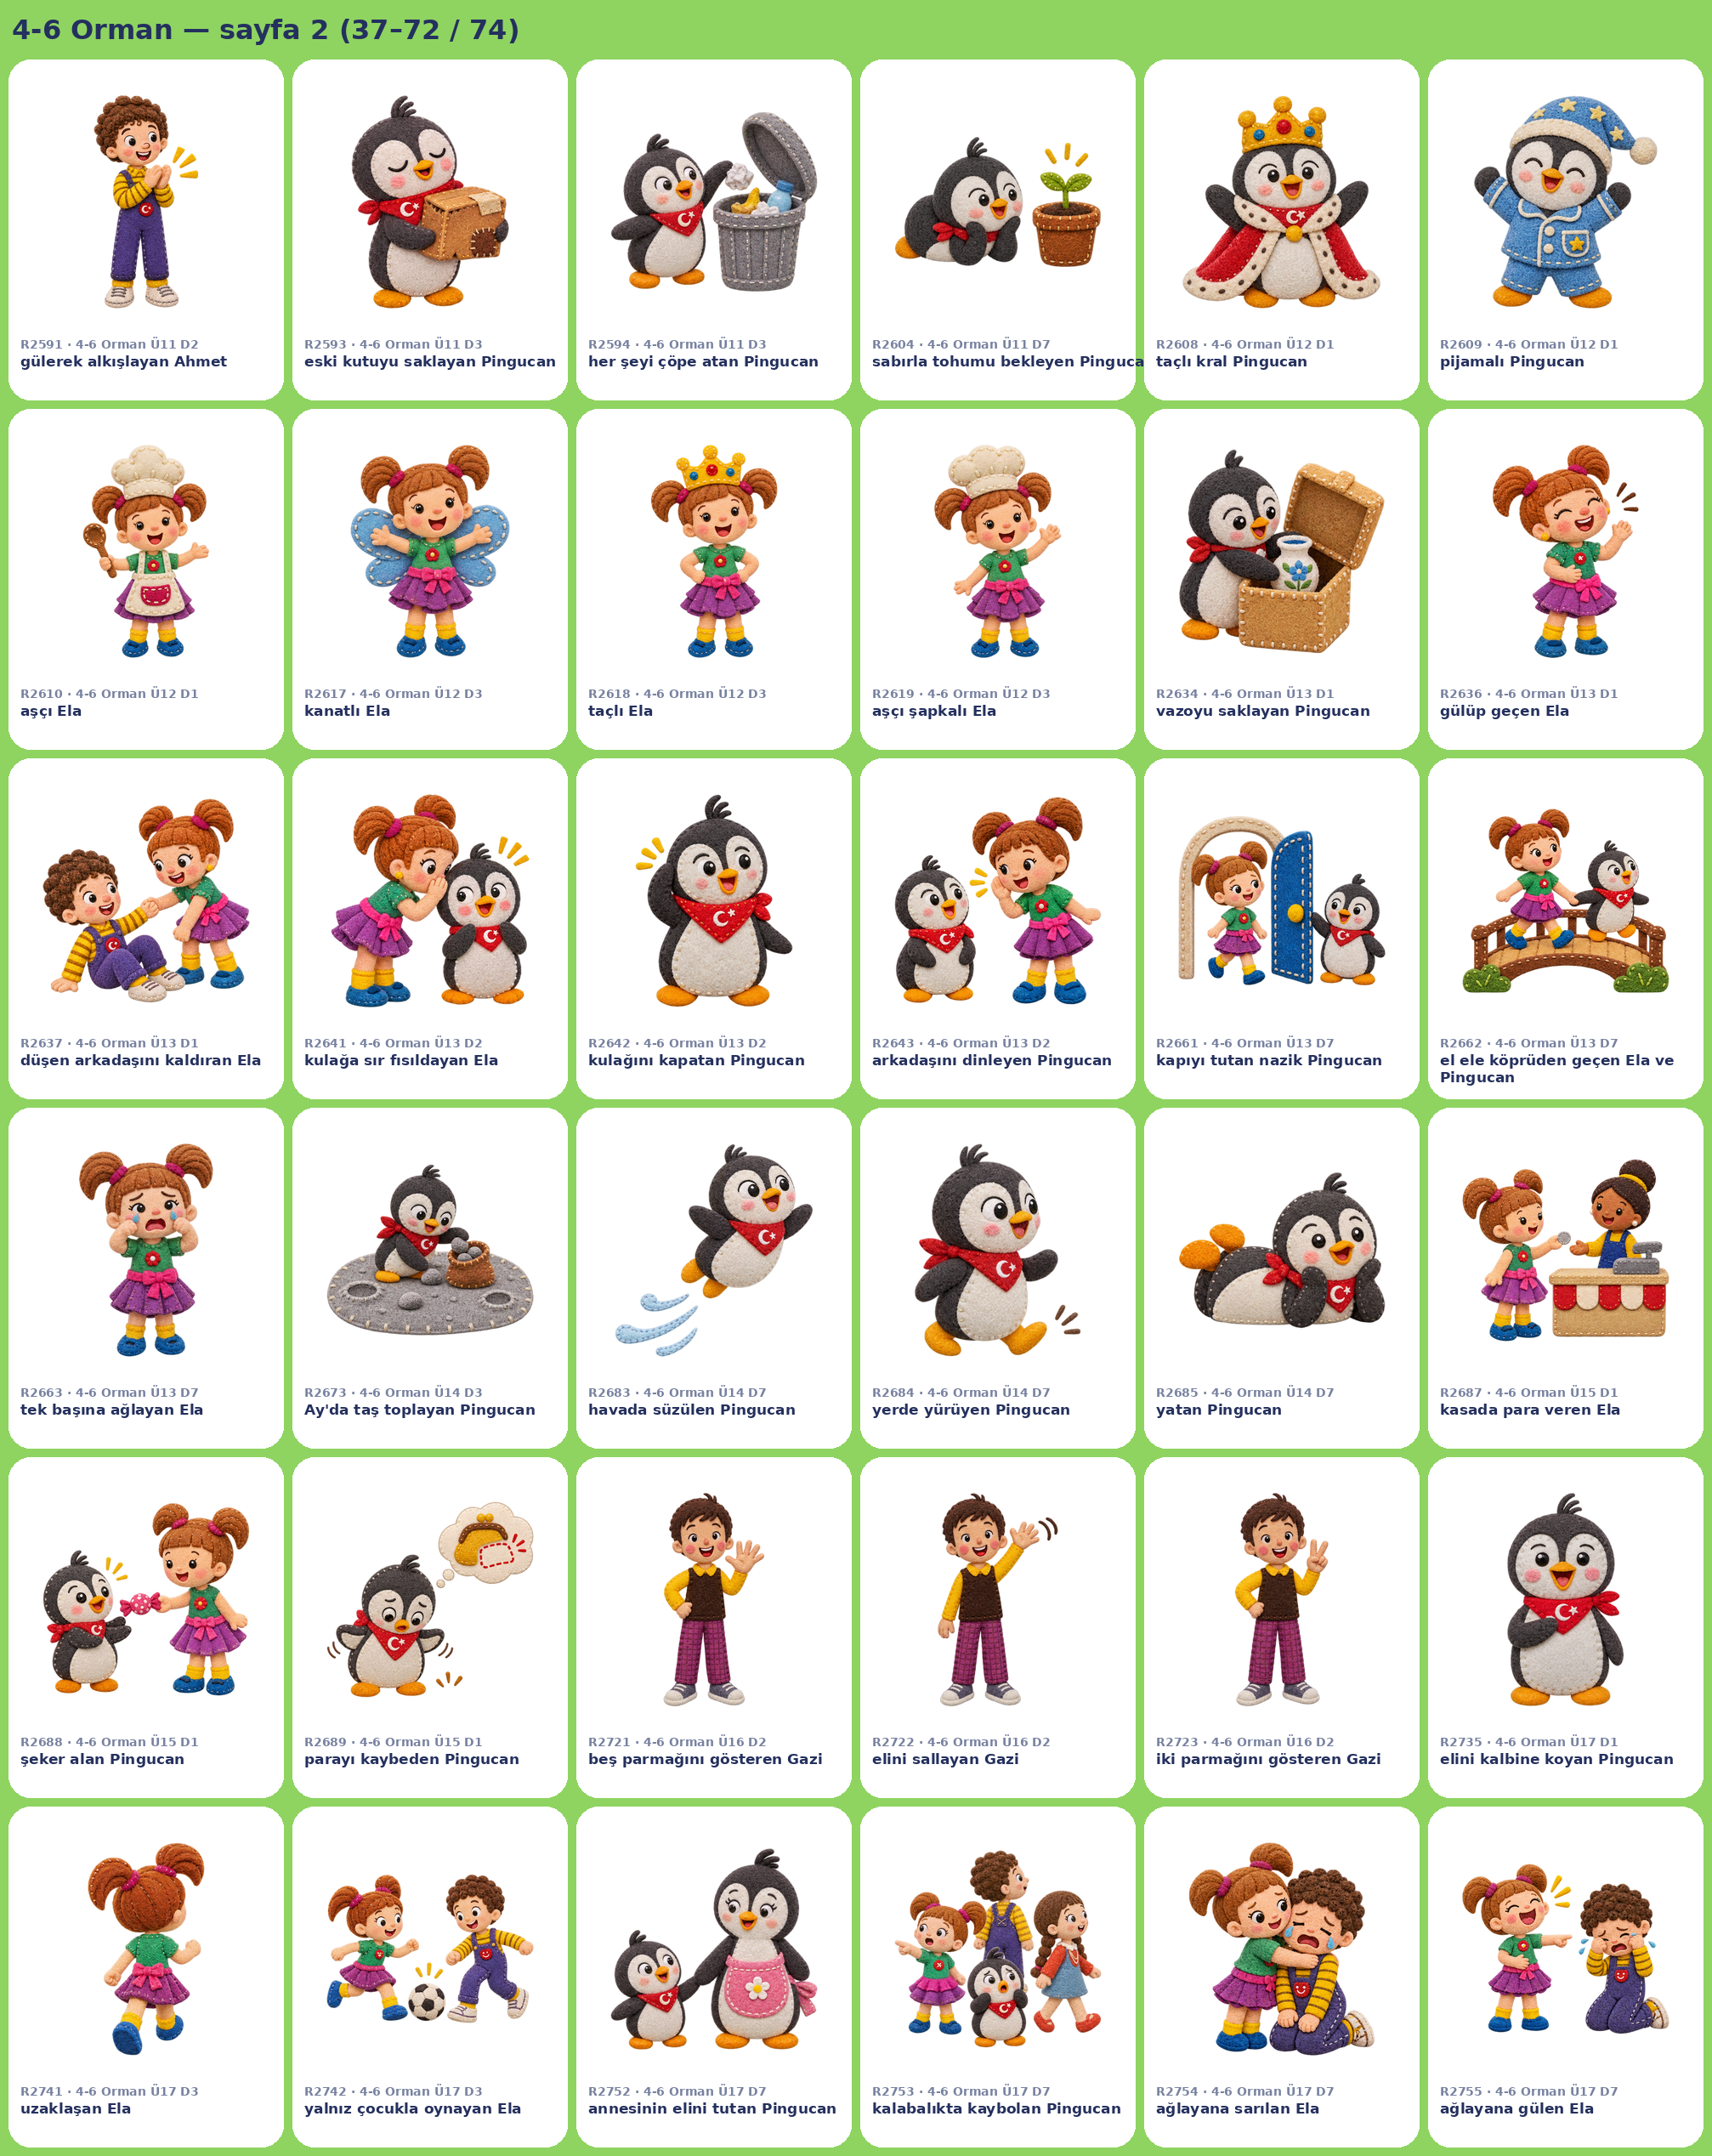 4-6 Orman — sayfa 2 (37–72 / 74)
R2591 · 4-6 Orman Ü11 D2
gülerek alkışlayan Ahmet
R2593 · 4-6 Orman Ü11 D3
eski kutuyu saklayan Pingucan
R2594 · 4-6 Orman Ü11 D3
her şeyi çöpe atan Pingucan
R2604 · 4-6 Orman Ü11 D7
sabırla tohumu bekleyen Pinguca
R2608 · 4-6 Orman Ü12 D1
taçlı kral Pingucan
R2609 · 4-6 Orman Ü12 D1
pijamalı Pingucan
R2610 · 4-6 Orman Ü12 D1
aşçı Ela
R2617 · 4-6 Orman Ü12 D3
kanatlı Ela
R2618 · 4-6 Orman Ü12 D3
taçlı Ela
R2619 · 4-6 Orman Ü12 D3
aşçı şapkalı Ela
R2634 · 4-6 Orman Ü13 D1
vazoyu saklayan Pingucan
R2636 · 4-6 Orman Ü13 D1
gülüp geçen Ela
R2637 · 4-6 Orman Ü13 D1
düşen arkadaşını kaldıran Ela
R2641 · 4-6 Orman Ü13 D2
kulağa sır fısıldayan Ela
R2642 · 4-6 Orman Ü13 D2
kulağını kapatan Pingucan
R2643 · 4-6 Orman Ü13 D2
arkadaşını dinleyen Pingucan
R2661 · 4-6 Orman Ü13 D7
kapıyı tutan nazik Pingucan
R2662 · 4-6 Orman Ü13 D7
el ele köprüden geçen Ela ve
Pingucan
R2663 · 4-6 Orman Ü13 D7
tek başına ağlayan Ela
R2673 · 4-6 Orman Ü14 D3
Ay'da taş toplayan Pingucan
R2683 · 4-6 Orman Ü14 D7
havada süzülen Pingucan
R2684 · 4-6 Orman Ü14 D7
yerde yürüyen Pingucan
R2685 · 4-6 Orman Ü14 D7
yatan Pingucan
R2687 · 4-6 Orman Ü15 D1
kasada para veren Ela
R2688 · 4-6 Orman Ü15 D1
şeker alan Pingucan
R2689 · 4-6 Orman Ü15 D1
parayı kaybeden Pingucan
R2721 · 4-6 Orman Ü16 D2
beş parmağını gösteren Gazi
R2722 · 4-6 Orman Ü16 D2
elini sallayan Gazi
R2723 · 4-6 Orman Ü16 D2
iki parmağını gösteren Gazi
R2735 · 4-6 Orman Ü17 D1
elini kalbine koyan Pingucan
R2741 · 4-6 Orman Ü17 D3
uzaklaşan Ela
R2742 · 4-6 Orman Ü17 D3
yalnız çocukla oynayan Ela
R2752 · 4-6 Orman Ü17 D7
annesinin elini tutan Pingucan
R2753 · 4-6 Orman Ü17 D7
kalabalıkta kaybolan Pingucan
R2754 · 4-6 Orman Ü17 D7
ağlayana sarılan Ela
R2755 · 4-6 Orman Ü17 D7
ağlayana gülen Ela